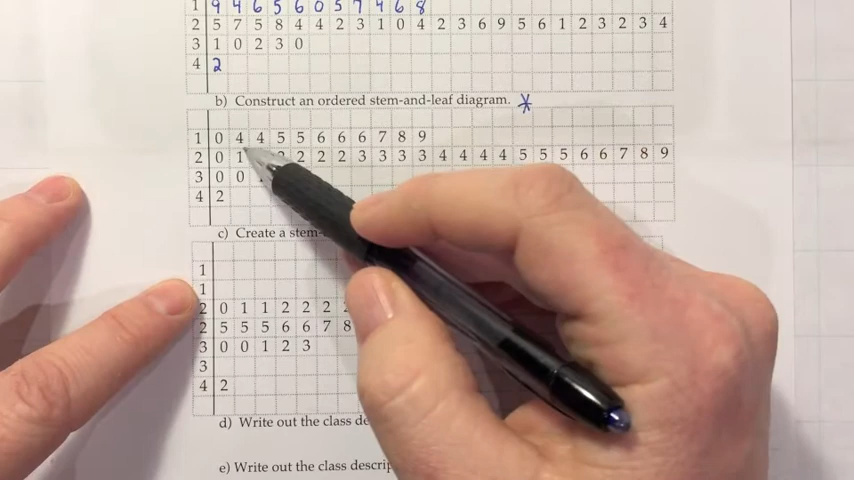 1 9 4 6 5 6 0 5 7 4 6 8
2 5 7 5 8 4 4 2 3 1 0 4 2 3 6 9 5 6 1 2 3 2 3 4
3 1 0 2 3 0
4 2
b) Construct an ordered stem-and-leaf diagram. *
1 0 4 4 5 5 6 6 6 7 8 9
2 0 1 2 2 2 3 3 3 3 4 4 4 4 5 5 5 6 6 7 8 9
3 0 0
4 2
c) Create a stem-
1
1
2 0 1 1 2 2 2
2 5 5 5 6 6 7 8
3 0 0 1 2 3
3
4 2
d) Write out the class de
e) Write out the class descrip